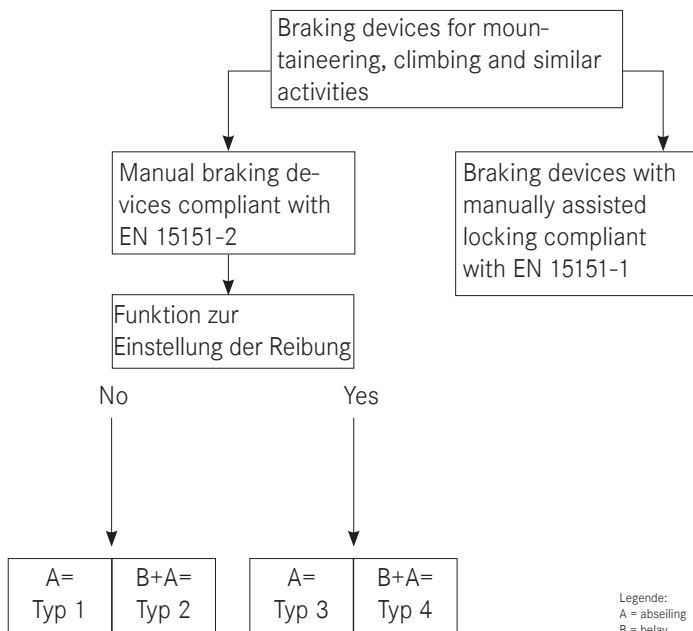 Braking devices for moun-
taineering, climbing and similar
activities
Manual braking de-
vices compliant with
EN 15151-2
Braking devices with
manually assisted
locking compliant
with EN 15151-1
Funktion zur
Einstellung der Reibung
No
Yes
A=
Typ 1
B+A=
Typ 2
A=
Typ 3
B+A=
Typ 4
Legende:
A = abseiling
B = belay